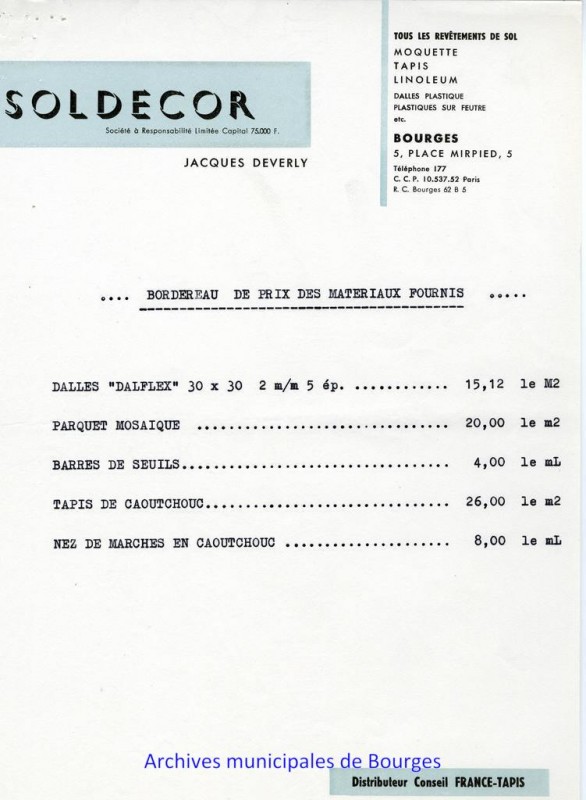 SOLDECOR
Société à Responsabilité Limitée Capital 75.000 F.
JACQUES DEVERLY
TOUS LES REVÊTEMENTS DE SOL
MOQUETTE
TAPIS
LINOLEUM
DALLES PLASTIQUE
PLASTIQUES SUR FEUTRE
etc.
BOURGES
5, PLACE MIRPIED, 5
Téléphone 177
C. C. P. 10.537.52 Paris
R. C. Bourges 62 B 5
.... BORDEREAU DE PRIX DES MATERIAUX FOURNIS .....
DALLES "DALFLEX" 30 x 30 2 m/m 5 ép. ............ 15,12 le M2
PARQUET MOSAIQUE ................................ 20,00 le m2
BARRES DE SEUILS.................................. 4,00 le mL
TAPIS DE CAOUTCHOUC............................... 26,00 le m2
NEZ DE MARCHES EN CAOUTCHOUC ..................... 8,00 le mL
Archives municipales de Bourges
Distributeur Conseil FRANCE-TAPIS